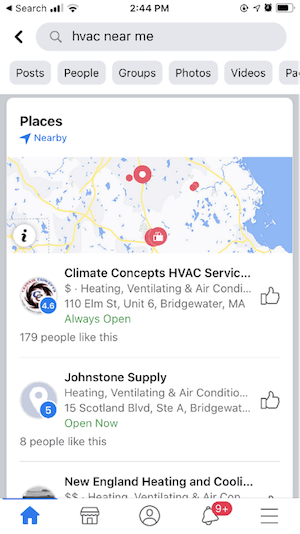 Search
2:44 PM
hvac near me
Posts
People
Groups
Photos
Videos
Pa
Places
Nearby
i
Climate Concepts HVAC Servic...
$ · Heating, Ventilating & Air Condi...
110 Elm St, Unit 6, Bridgewater, MA
Always Open
4.6
179 people like this
Johnstone Supply
Heating, Ventilating & Air Conditio...
15 Scotland Blvd, Ste A, Bridgewat...
Open Now
5
8 people like this
New England Heating and Cooli...
$$ · Heating, Ventilating & Air Con
9+